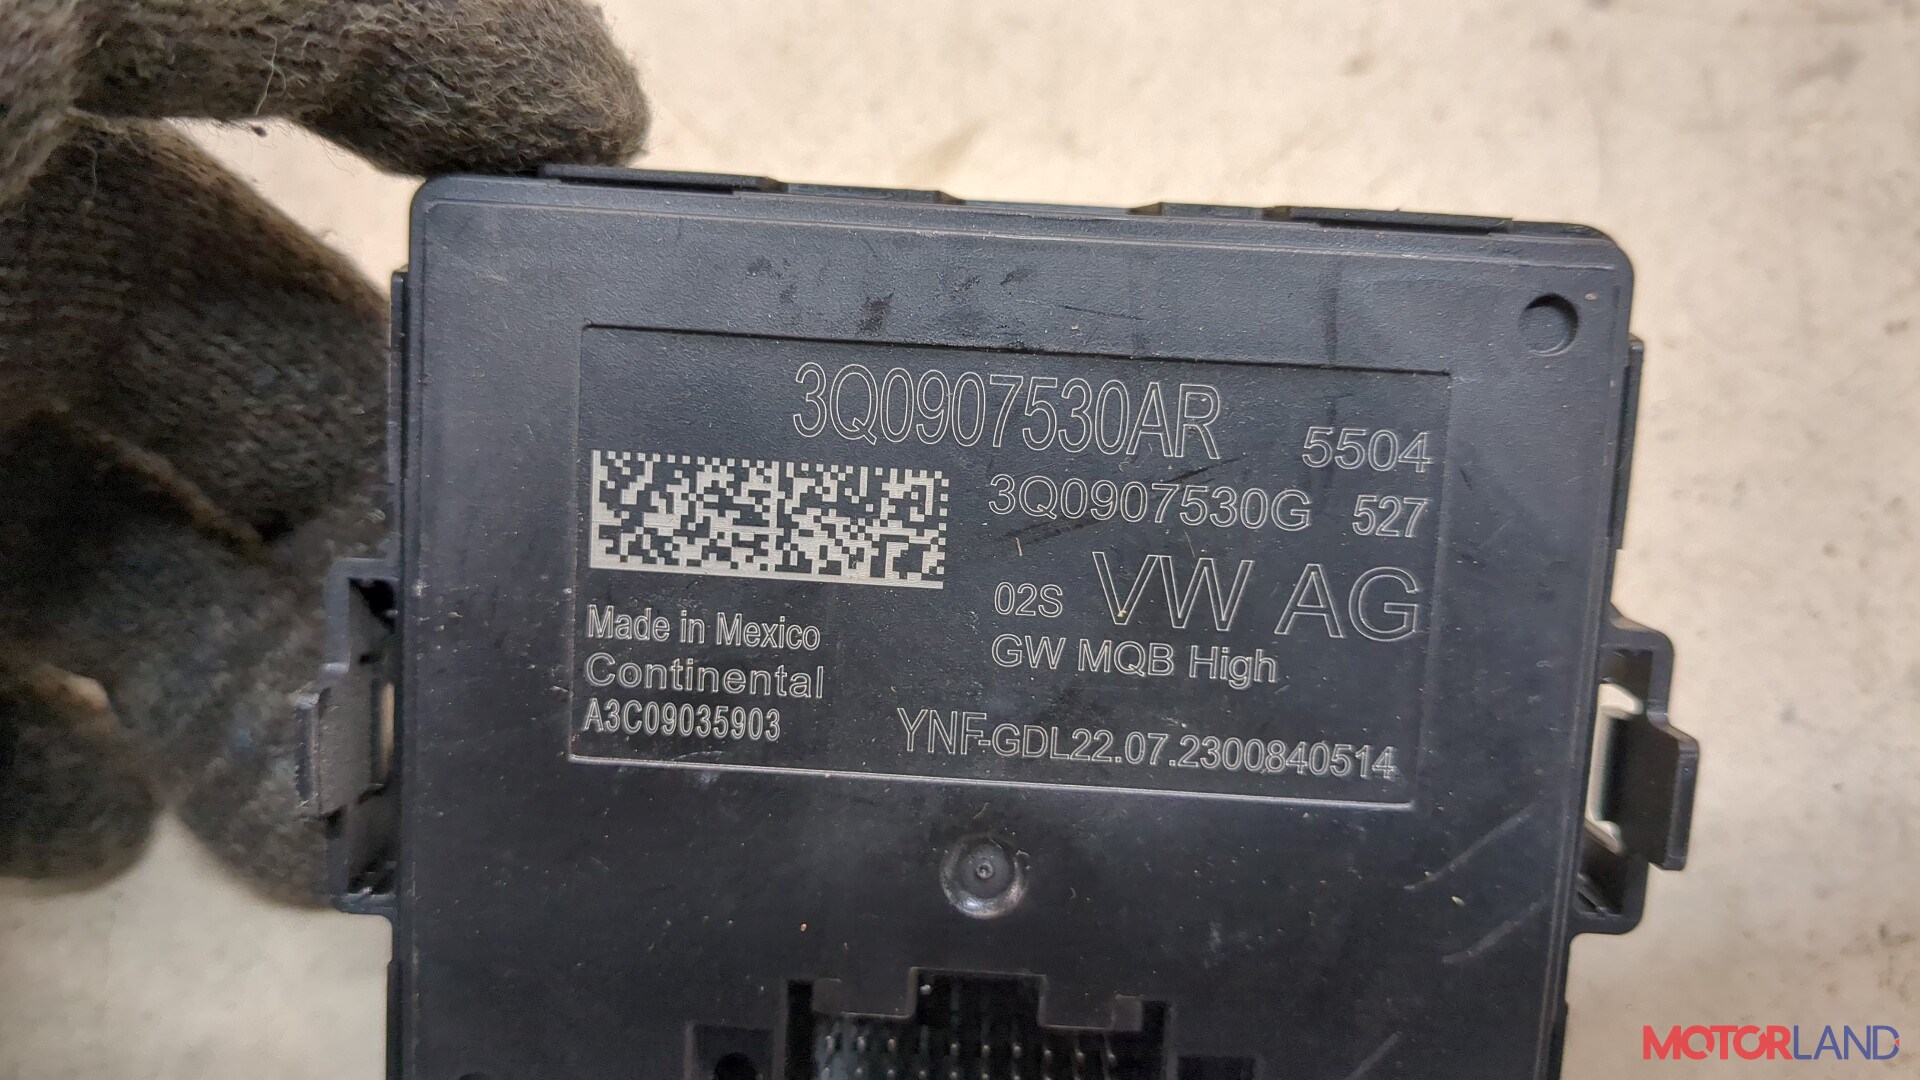 3Q0907530AR 5504
3Q0907530G 527
02S VW AG
GW MQB High
Made in Mexico
Continental
A3C09035903
YNF-GDL22.07.2300840514
MOTORLAND